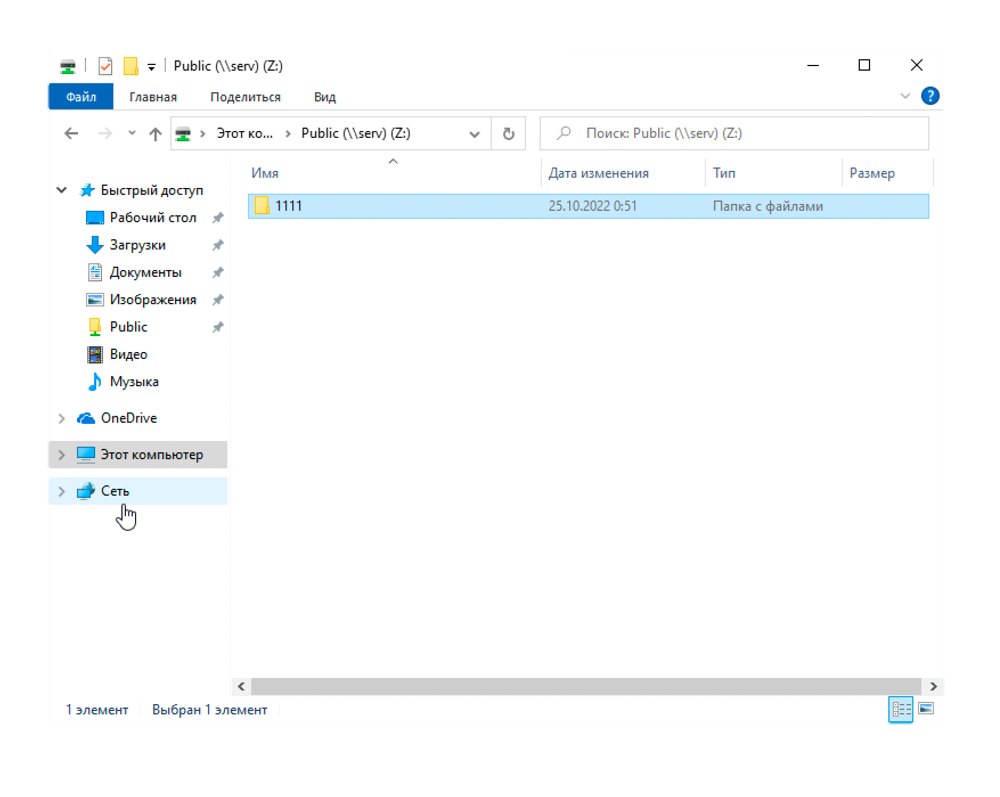 Public (\\serv) (Z:)
Файл Главная Поделиться Вид ?
Этот ко... Public (\\serv) (Z:) Поиск: Public (\\serv) (Z:)
Имя Дата изменения Тип Размер
1111 25.10.2022 0:51 Папка с файлами
Быстрый доступ
Рабочий стол
Загрузки
Документы
Изображения
Public
Видео
Музыка
OneDrive
Этот компьютер
Сеть
1 элемент Выбран 1 элемент